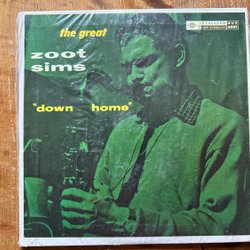 the great
zoot
sims
"down home"